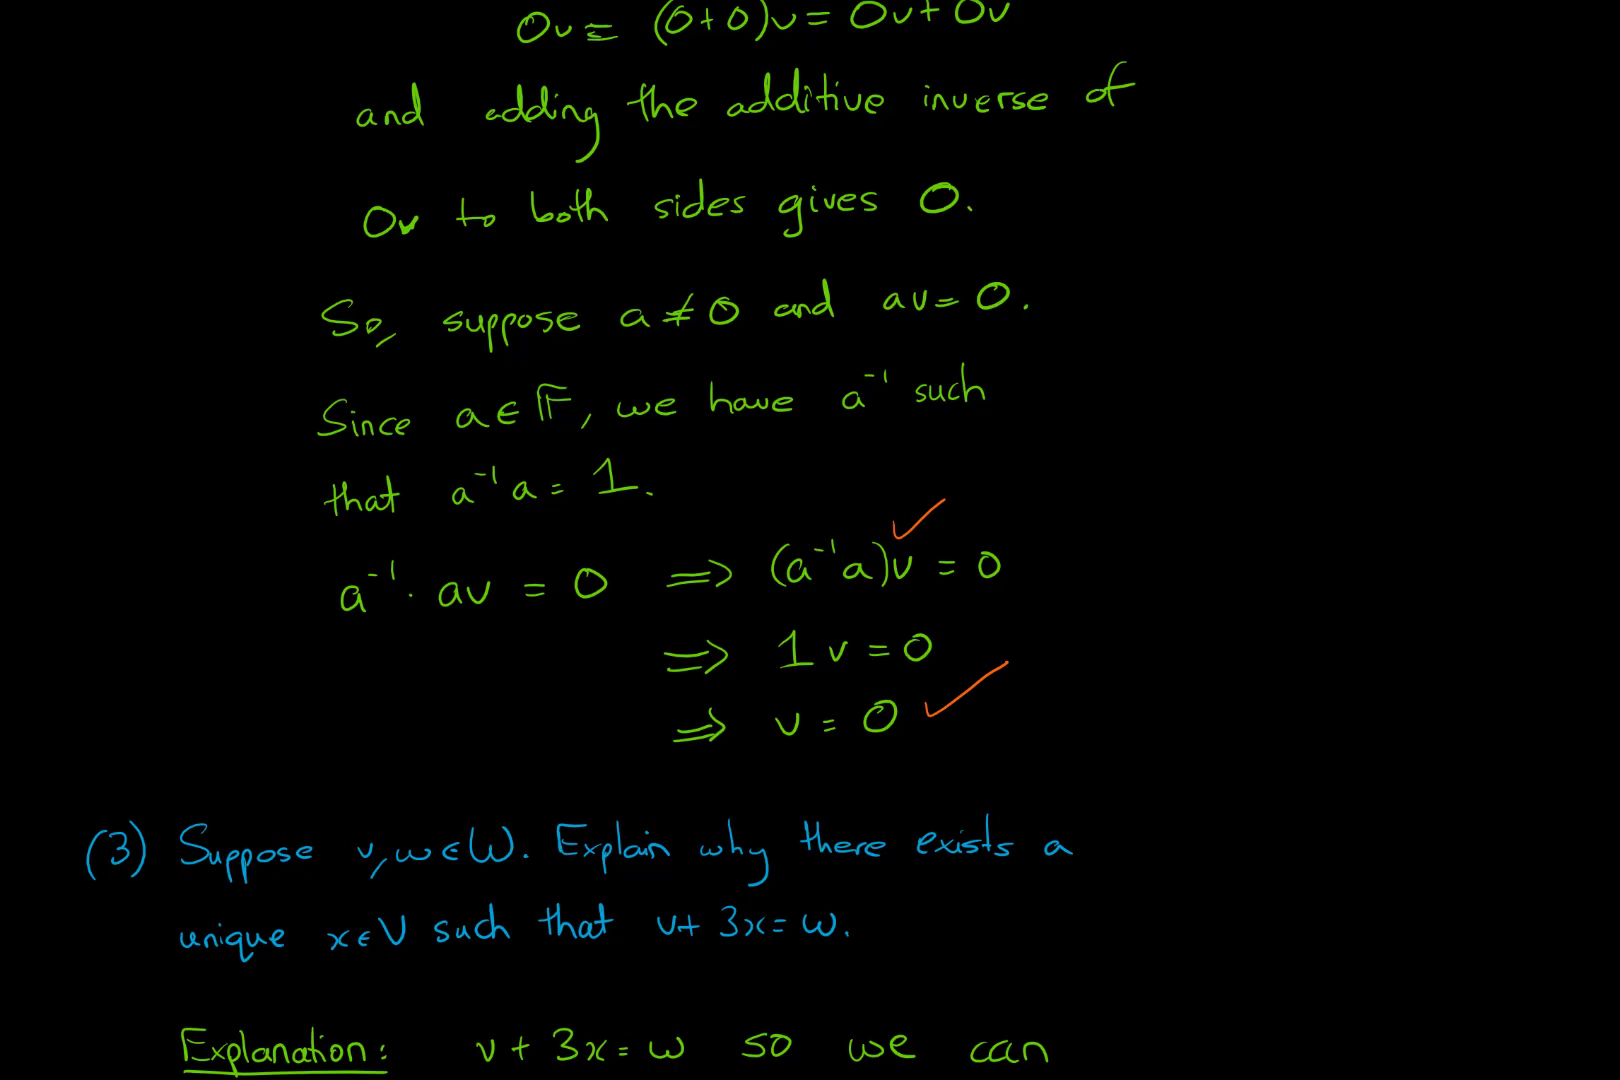 0v = (0+0)v = 0v + 0v
and adding the additive inverse of
0v to both sides gives 0.
So, suppose a ≠ 0 and av = 0.
Since a ∈ 𝔽, we have a⁻¹ such
that a⁻¹a = 1.
a⁻¹ · av = 0 ⟹ (a⁻¹a)v = 0
⟹ 1v = 0
⟹ v = 0
(3) Suppose v, w ∈ W. Explain why there exists a
unique x ∈ V such that v + 3x = w.
Explanation: v + 3x = w so we can